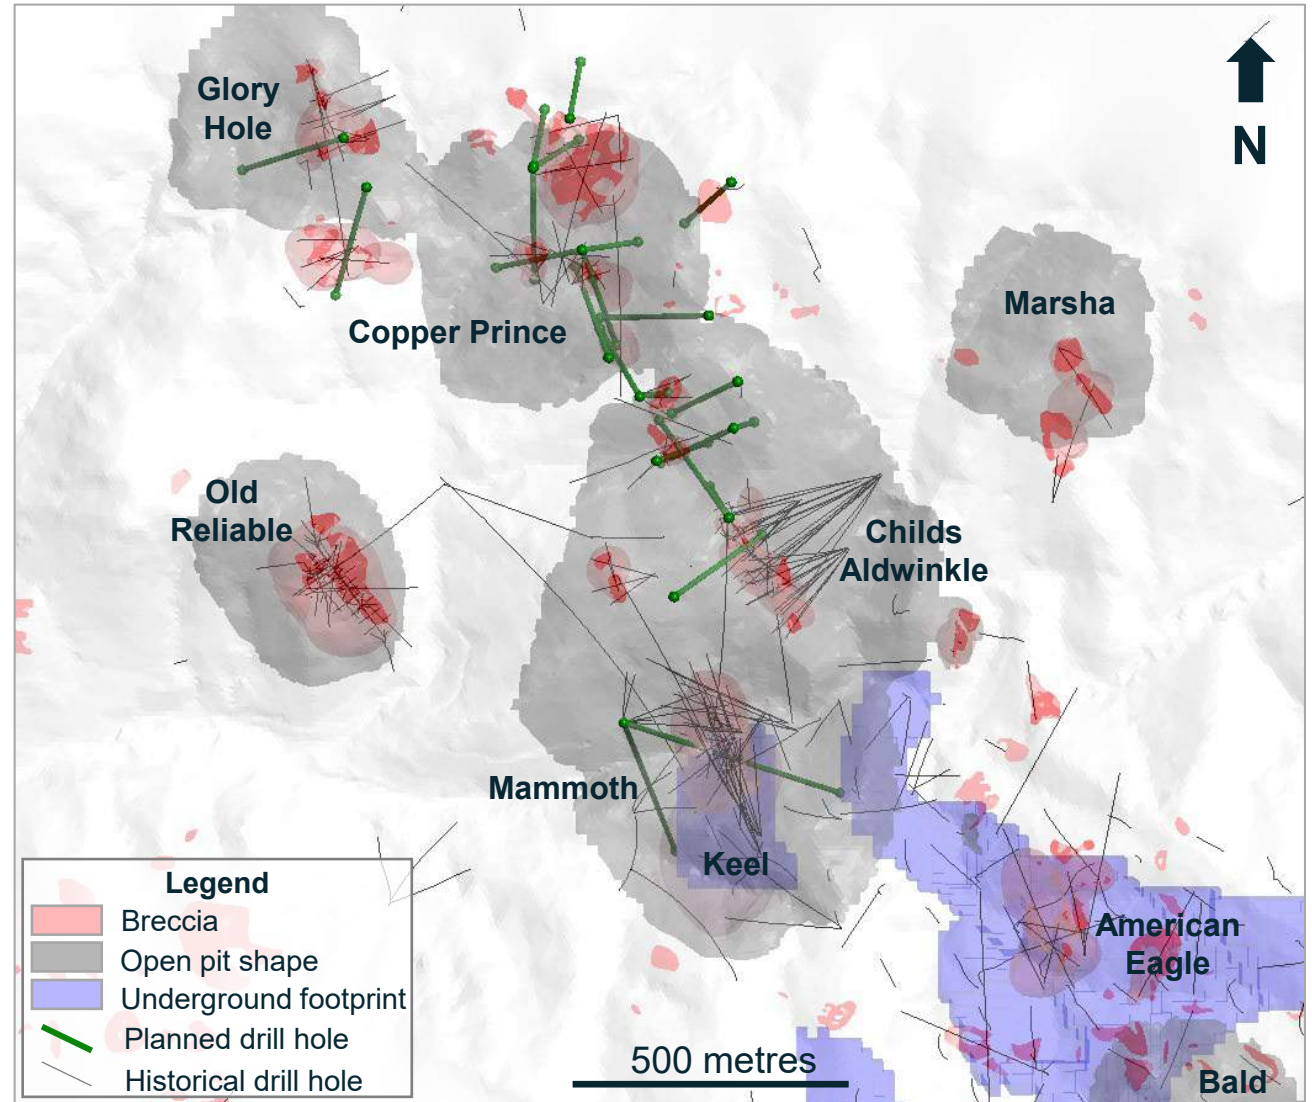 Glory
Hole
N
Copper Prince
Marsha
Old
Reliable
Childs
Aldwinkle
Mammoth
Keel
American
Eagle
Legend
Breccia
Open pit shape
Underground footprint
Planned drill hole
Historical drill hole
500 metres
Bald